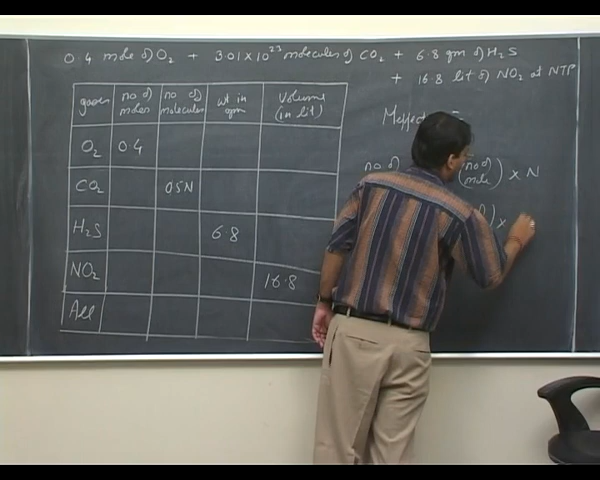 0.4 mole of O2 + 3.01 x 10^23 molecules of CO2 + 6.8 gm of H2S
+ 16.8 lit of NO2 at NTP
gases no of moles no of molecules wt in gm Volume (in lit)
O2 0.4
CO2 0.5N
H2S 6.8
NO2 16.8
All
Meffec
no of (no of mole) x N
) x